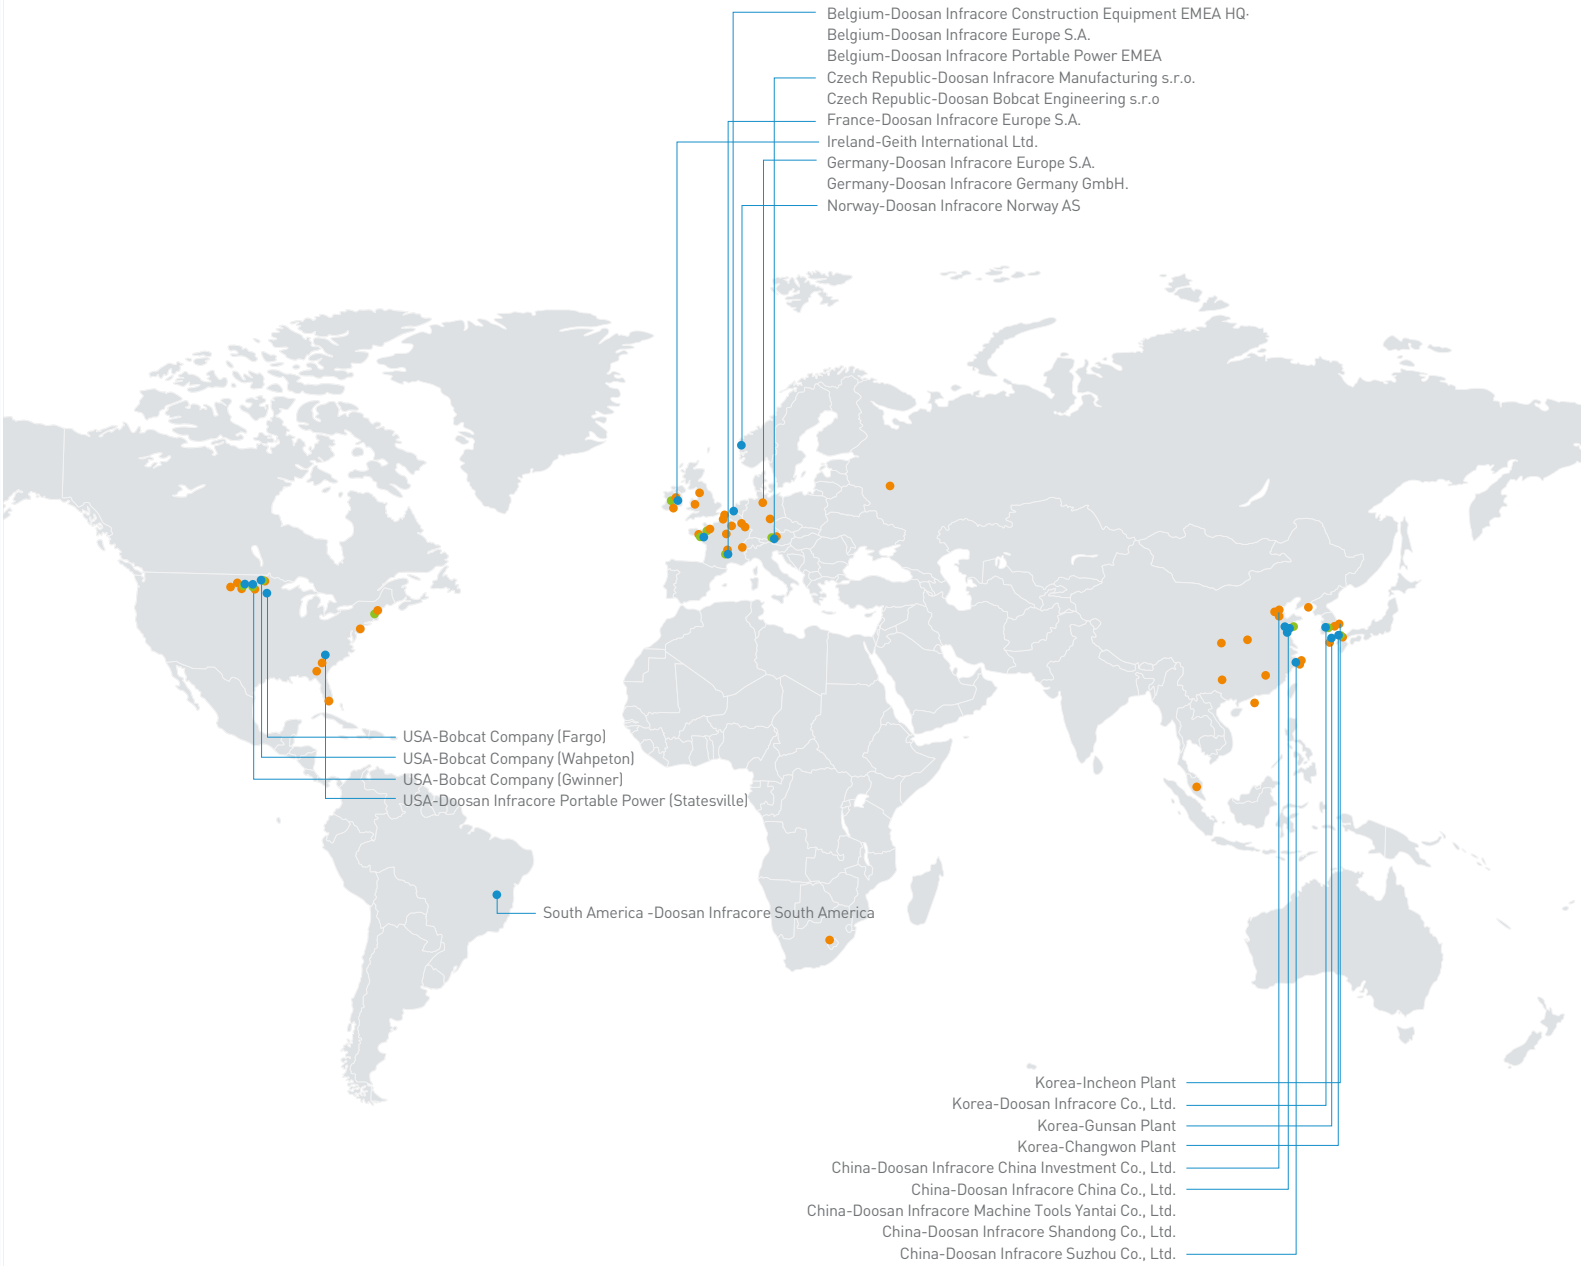 Belgium-Doosan Infracore Construction Equipment EMEA HQ·
Belgium-Doosan Infracore Europe S.A.
Belgium-Doosan Infracore Portable Power EMEA
Czech Republic-Doosan Infracore Manufacturing s.r.o.
Czech Republic-Doosan Bobcat Engineering s.r.o
France-Doosan Infracore Europe S.A.
Ireland-Geith International Ltd.
Germany-Doosan Infracore Europe S.A.
Germany-Doosan Infracore Germany GmbH.
Norway-Doosan Infracore Norway AS
USA-Bobcat Company (Fargo)
USA-Bobcat Company (Wahpeton)
USA-Bobcat Company (Gwinner)
USA-Doosan Infracore Portable Power (Statesville)
South America -Doosan Infracore South America
Korea-Incheon Plant
Korea-Doosan Infracore Co., Ltd.
Korea-Gunsan Plant
Korea-Changwon Plant
China-Doosan Infracore China Investment Co., Ltd.
China-Doosan Infracore China Co., Ltd.
China-Doosan Infracore Machine Tools Yantai Co., Ltd.
China-Doosan Infracore Shandong Co., Ltd.
China-Doosan Infracore Suzhou Co., Ltd.